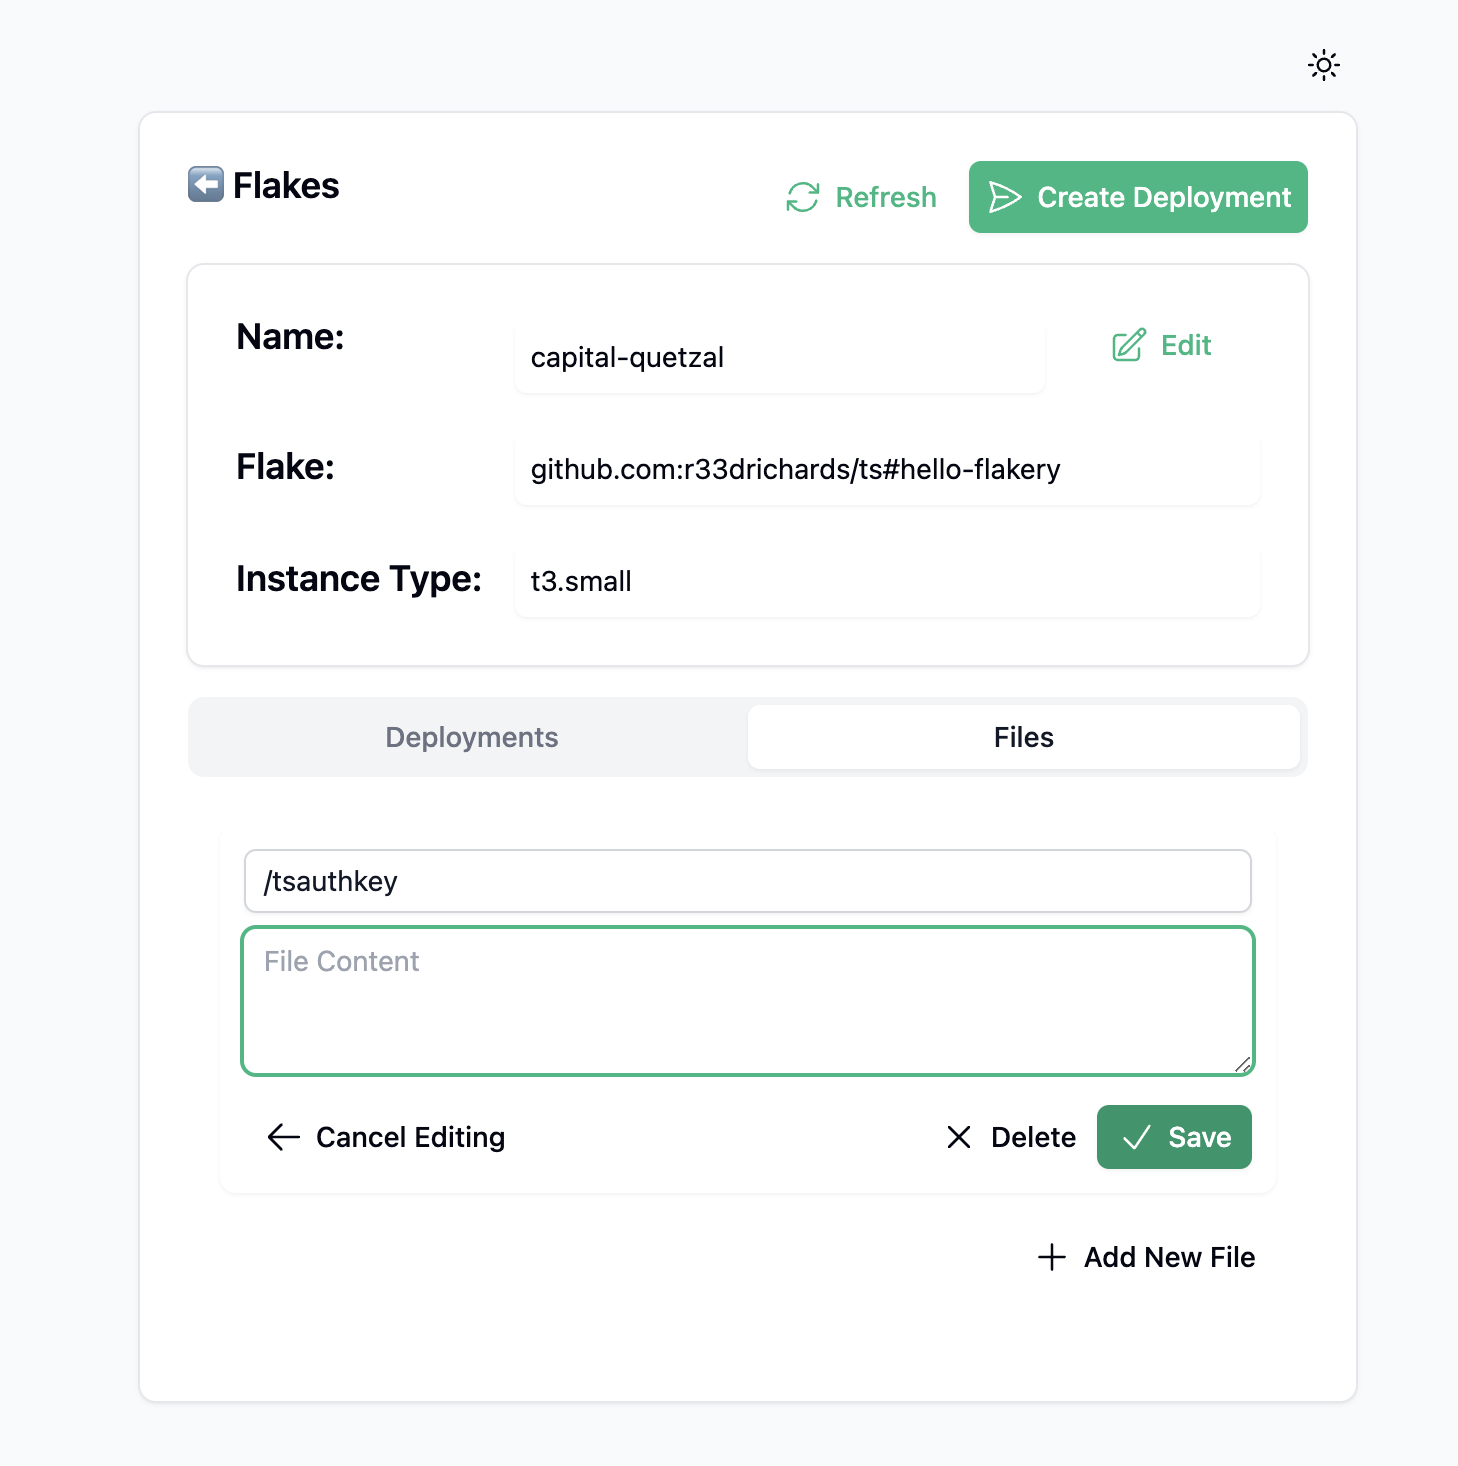 Flakes
Refresh
Create Deployment
Name:
capital-quetzal
Edit
Flake:
github.com:r33drichards/ts#hello-flakery
Instance Type:
t3.small
Deployments
Files
/tsauthkey
File Content
Cancel Editing
Delete
Save
Add New File